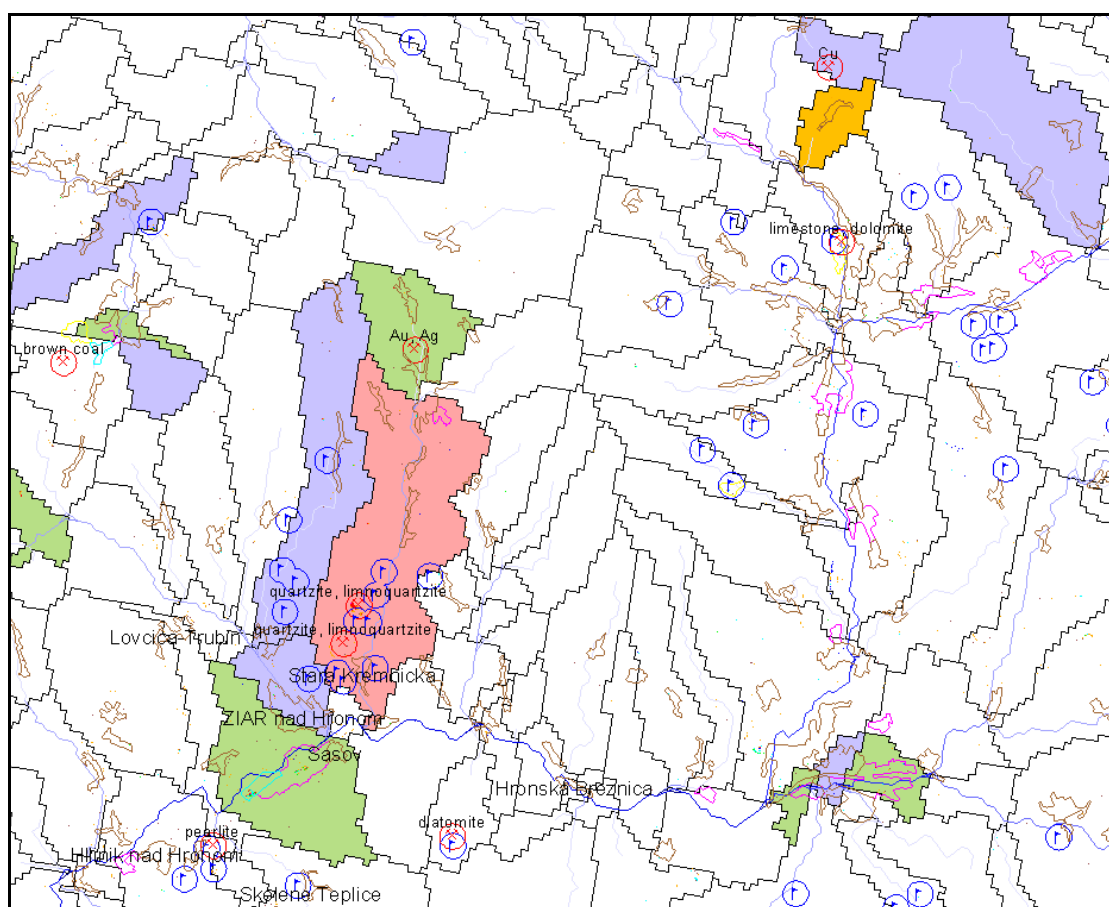 Cu
limestone, dolomite
Au, Ag
brown coal
quartzite, limnoquartzite
quartzite, limnoquartzite
Lovcica-Trubin
Stara Kremnicka
ZIAR nad Hronom
Sasov
Hronska Breznica
diatomite
pearlite
Hlinik nad Hronom
Sklene Teplice